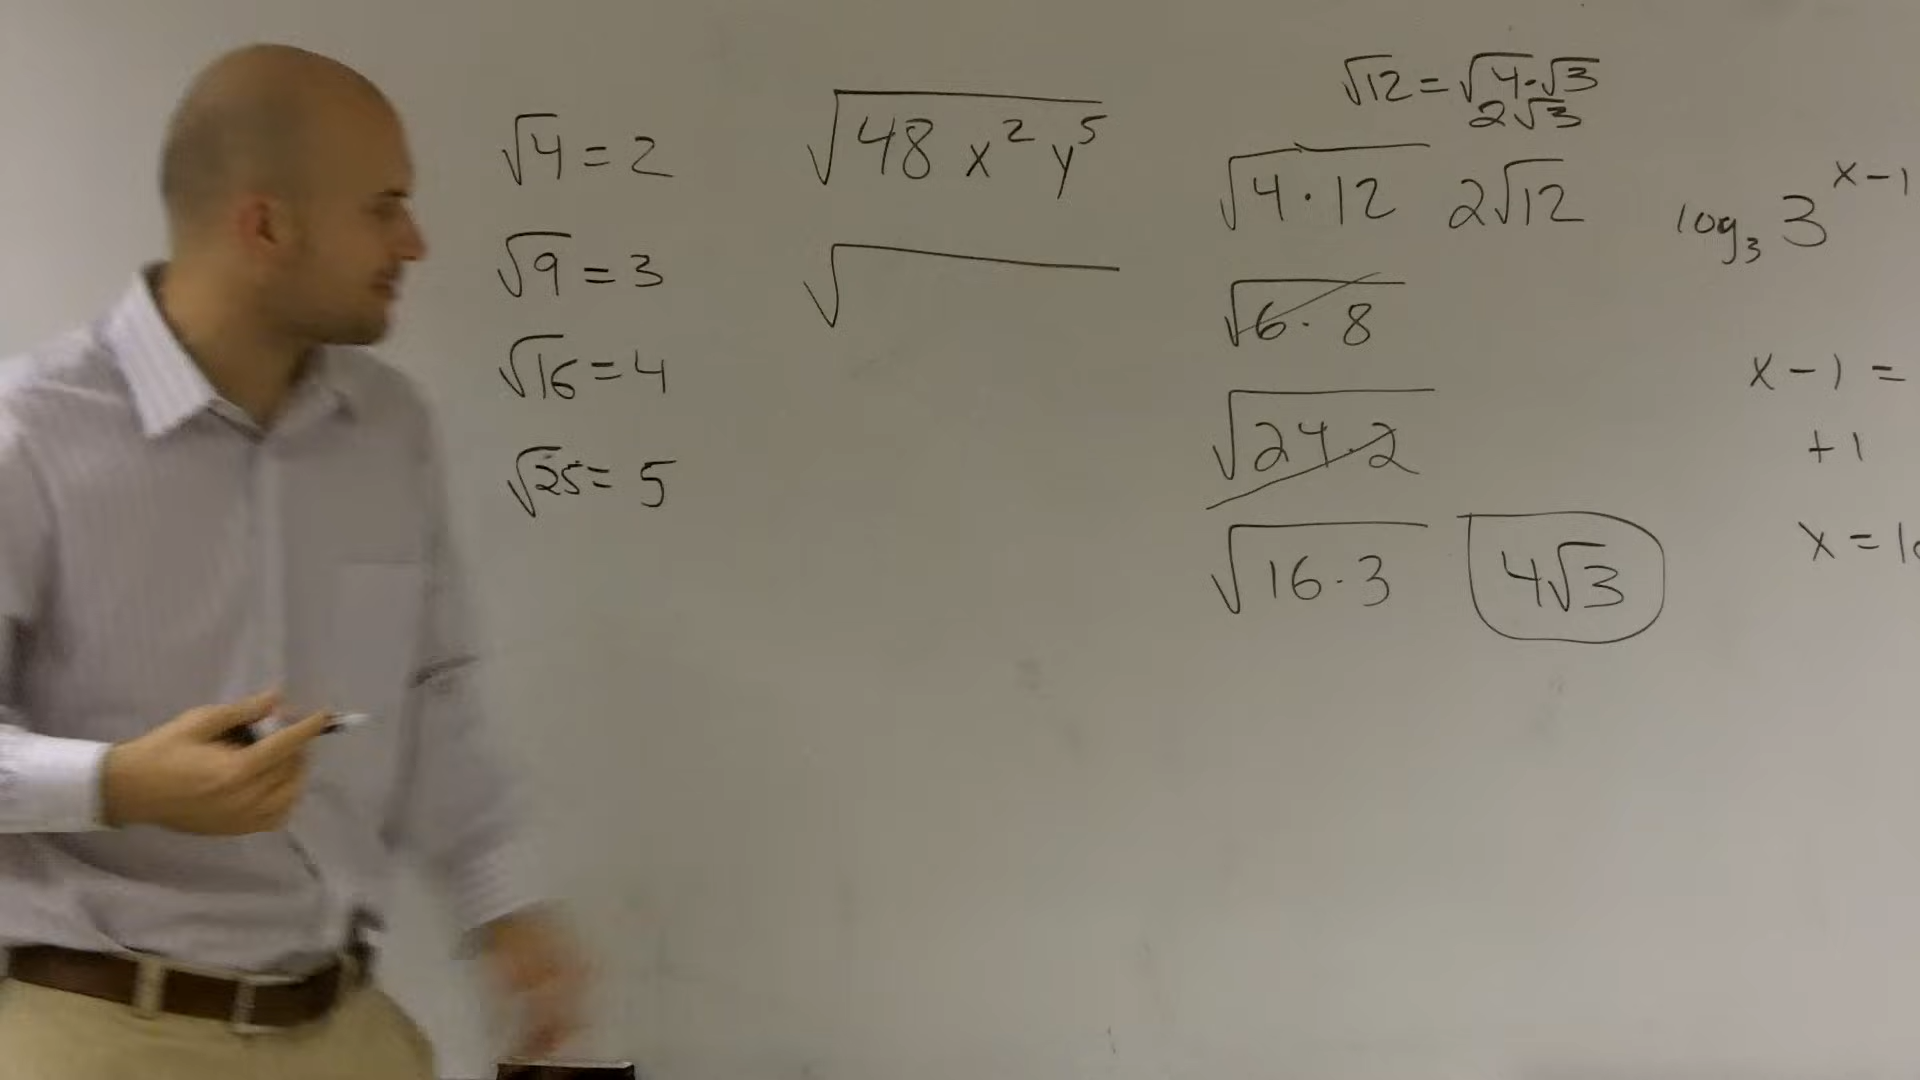 √4 = 2
√9 = 3
√16 = 4
√25 = 5
√48 x² y⁵
√
√12 = √4·√3
2√3
√4·12 2√12
√6·8
√24·2
√16·3 4√3
log₃ 3^(x-1)
x - 1 =
+1
x =